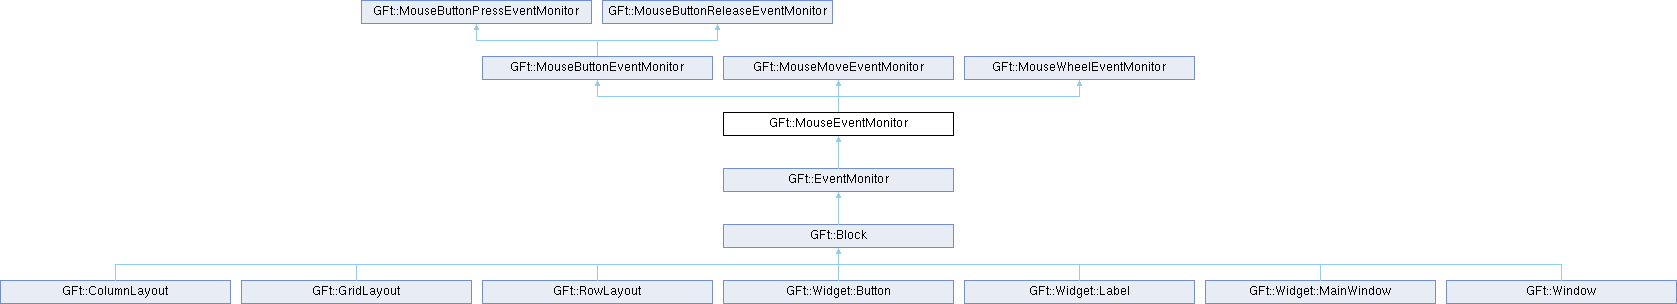 GFt::MouseButtonPressEventMonitor
GFt::MouseButtonReleaseEventMonitor
GFt::MouseButtonEventMonitor
GFt::MouseMoveEventMonitor
GFt::MouseWheelEventMonitor
GFt::MouseEventMonitor
GFt::EventMonitor
GFt::Block
GFt::ColumnLayout
GFt::GridLayout
GFt::RowLayout
GFt::Widget::Button
GFt::Widget::Label
GFt::Widget::MainWindow
GFt::Window